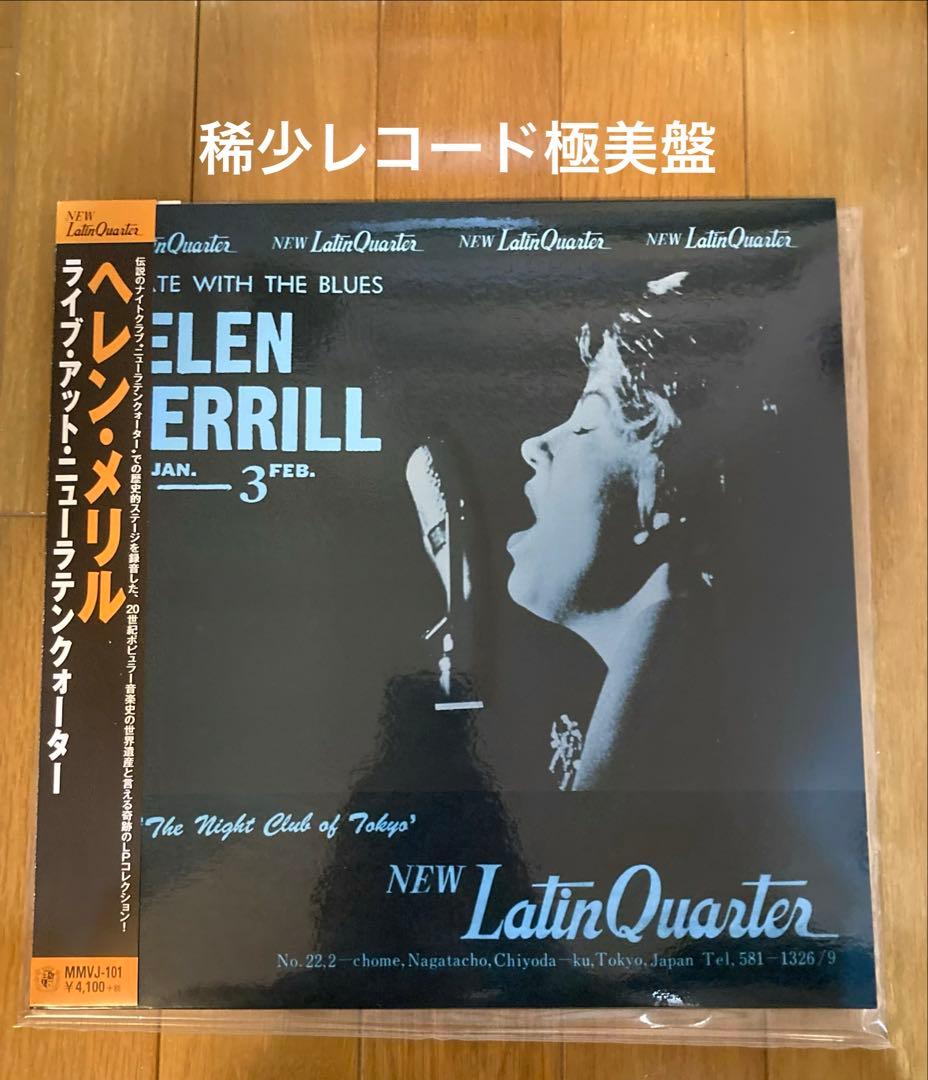 稀少レコード極美盤
NEW
LatinQuarter
ヘレン・メリル
ライブ・アット・ニューラテンクォーター
伝説のナイトクラブ“ニューラテンクォーター”での歴史的ステージを録音した、20世紀ポピュラー音楽史の世界遺産と言える奇跡のLPコレクション!
MMVJ-101
¥4,100+税
nQuarter NEW LatinQuarter NEW LatinQuarter NEW LatinQuarter
ATE WITH THE BLUES
ELEN
ERRILL
JAN. — 3 FEB.
'The Night Club of Tokyo'
NEW LatinQuarter
No.22,2—chome,Nagatacho,Chiyoda—ku,Tokyo,Japan Tel,581—1326/9